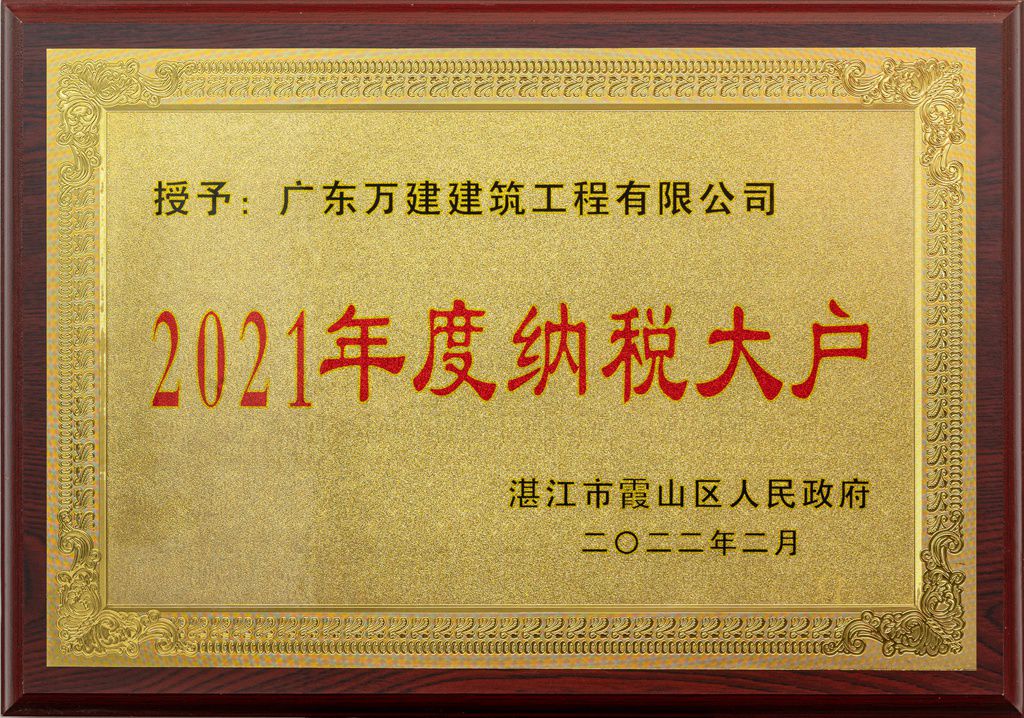 授予：广东万建建筑工程有限公司
2021年度纳税大户
湛江市霞山区人民政府
二〇二二年二月